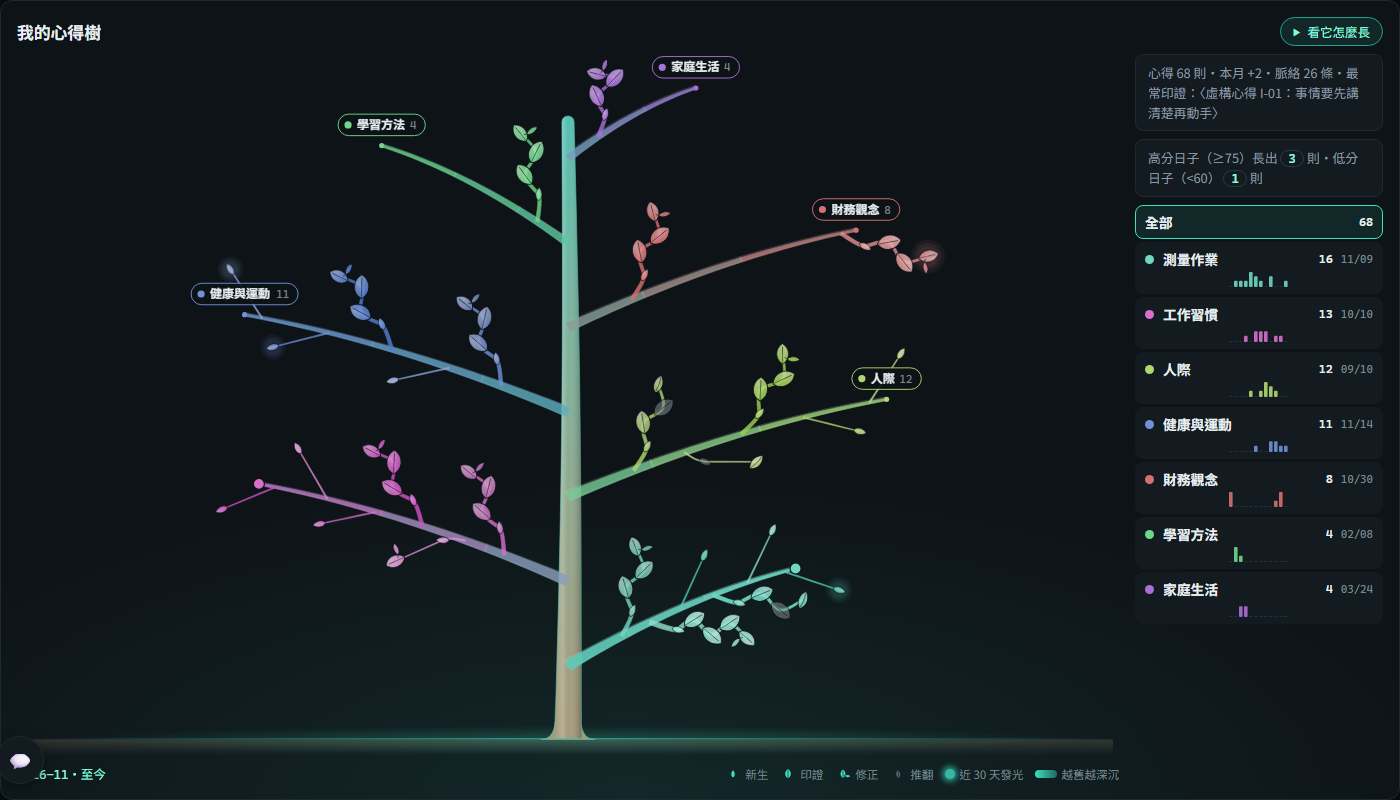 我的心得樹
看它怎麼長
心得 68 則・本月 +2・脈絡 26 條・最
常印證：〈虛構心得 I-01：事情要先講
清楚再動手〉
高分日子（≥75）長出 3 則・低分
日子（<60） 1 則
全部 68
測量作業 16 11/09
工作習慣 13 10/10
人際 12 09/10
健康與運動 11 11/14
財務觀念 8 10/30
學習方法 4 02/08
家庭生活 4 03/24
家庭生活 4
學習方法 4
財務觀念 8
健康與運動 11
人際 12
6-11・至今
新生
印證
修正
推翻
近 30 天發光
越舊越深沉